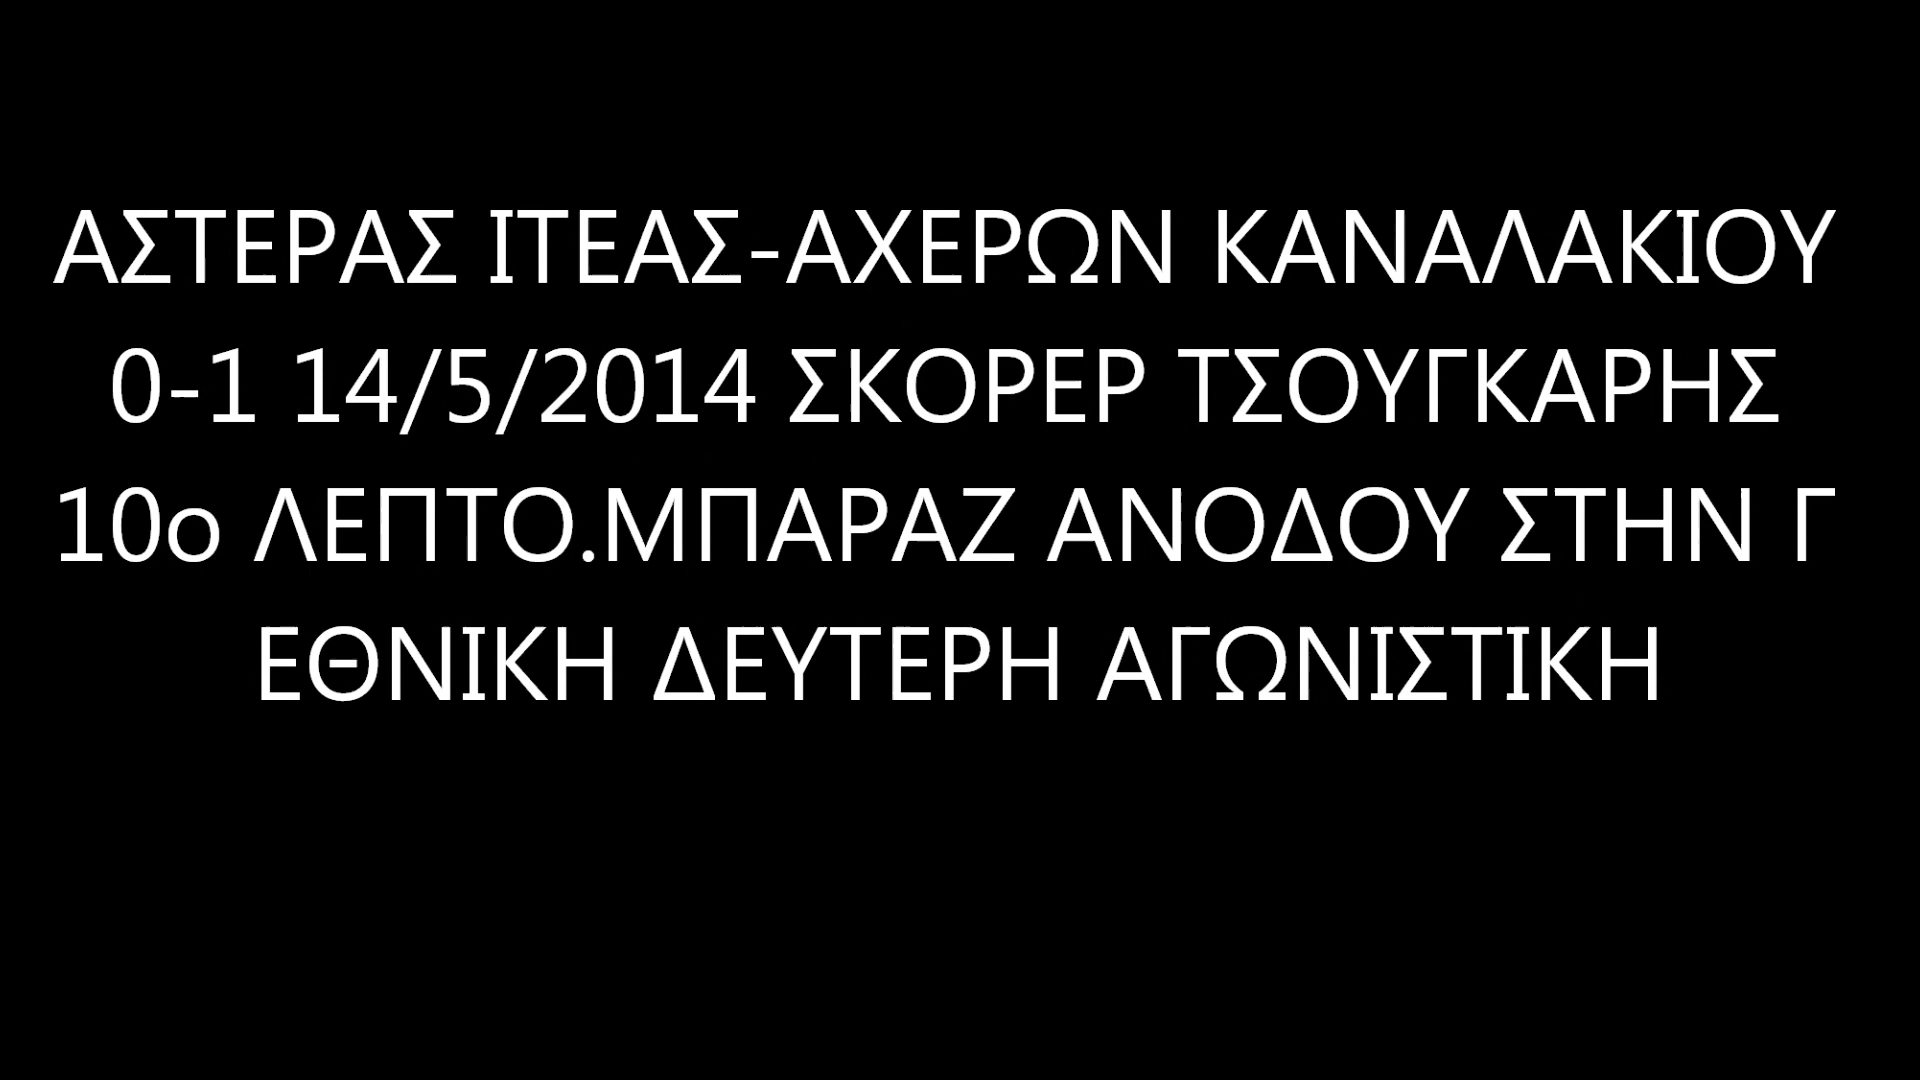 ΑΣΤΕΡΑΣ ΙΤΕΑΣ-ΑΧΕΡΩΝ ΚΑΝΑΛΑΚΙΟΥ
0-1 14/5/2014 ΣΚΟΡΕΡ ΤΣΟΥΓΚΑΡΗΣ
10ο ΛΕΠΤΟ.ΜΠΑΡΑΖ ΑΝΟΔΟΥ ΣΤΗΝ Γ
ΕΘΝΙΚΗ ΔΕΥΤΕΡΗ ΑΓΩΝΙΣΤΙΚΗ